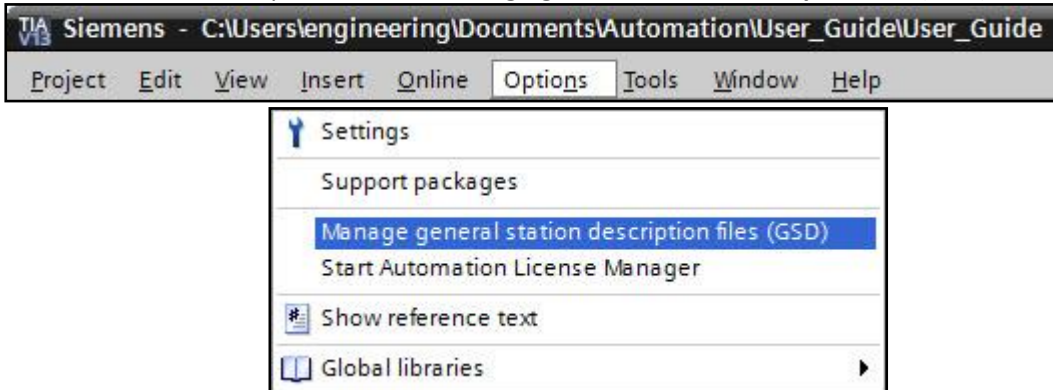 TIA V13 Siemens - C:\Users\engineering\Documents\Automation\User_Guide\User_Guide
Project Edit View Insert Online Options Tools Window Help
Settings
Support packages
Manage general station description files (GSD)
Start Automation License Manager
Show reference text
Global libraries